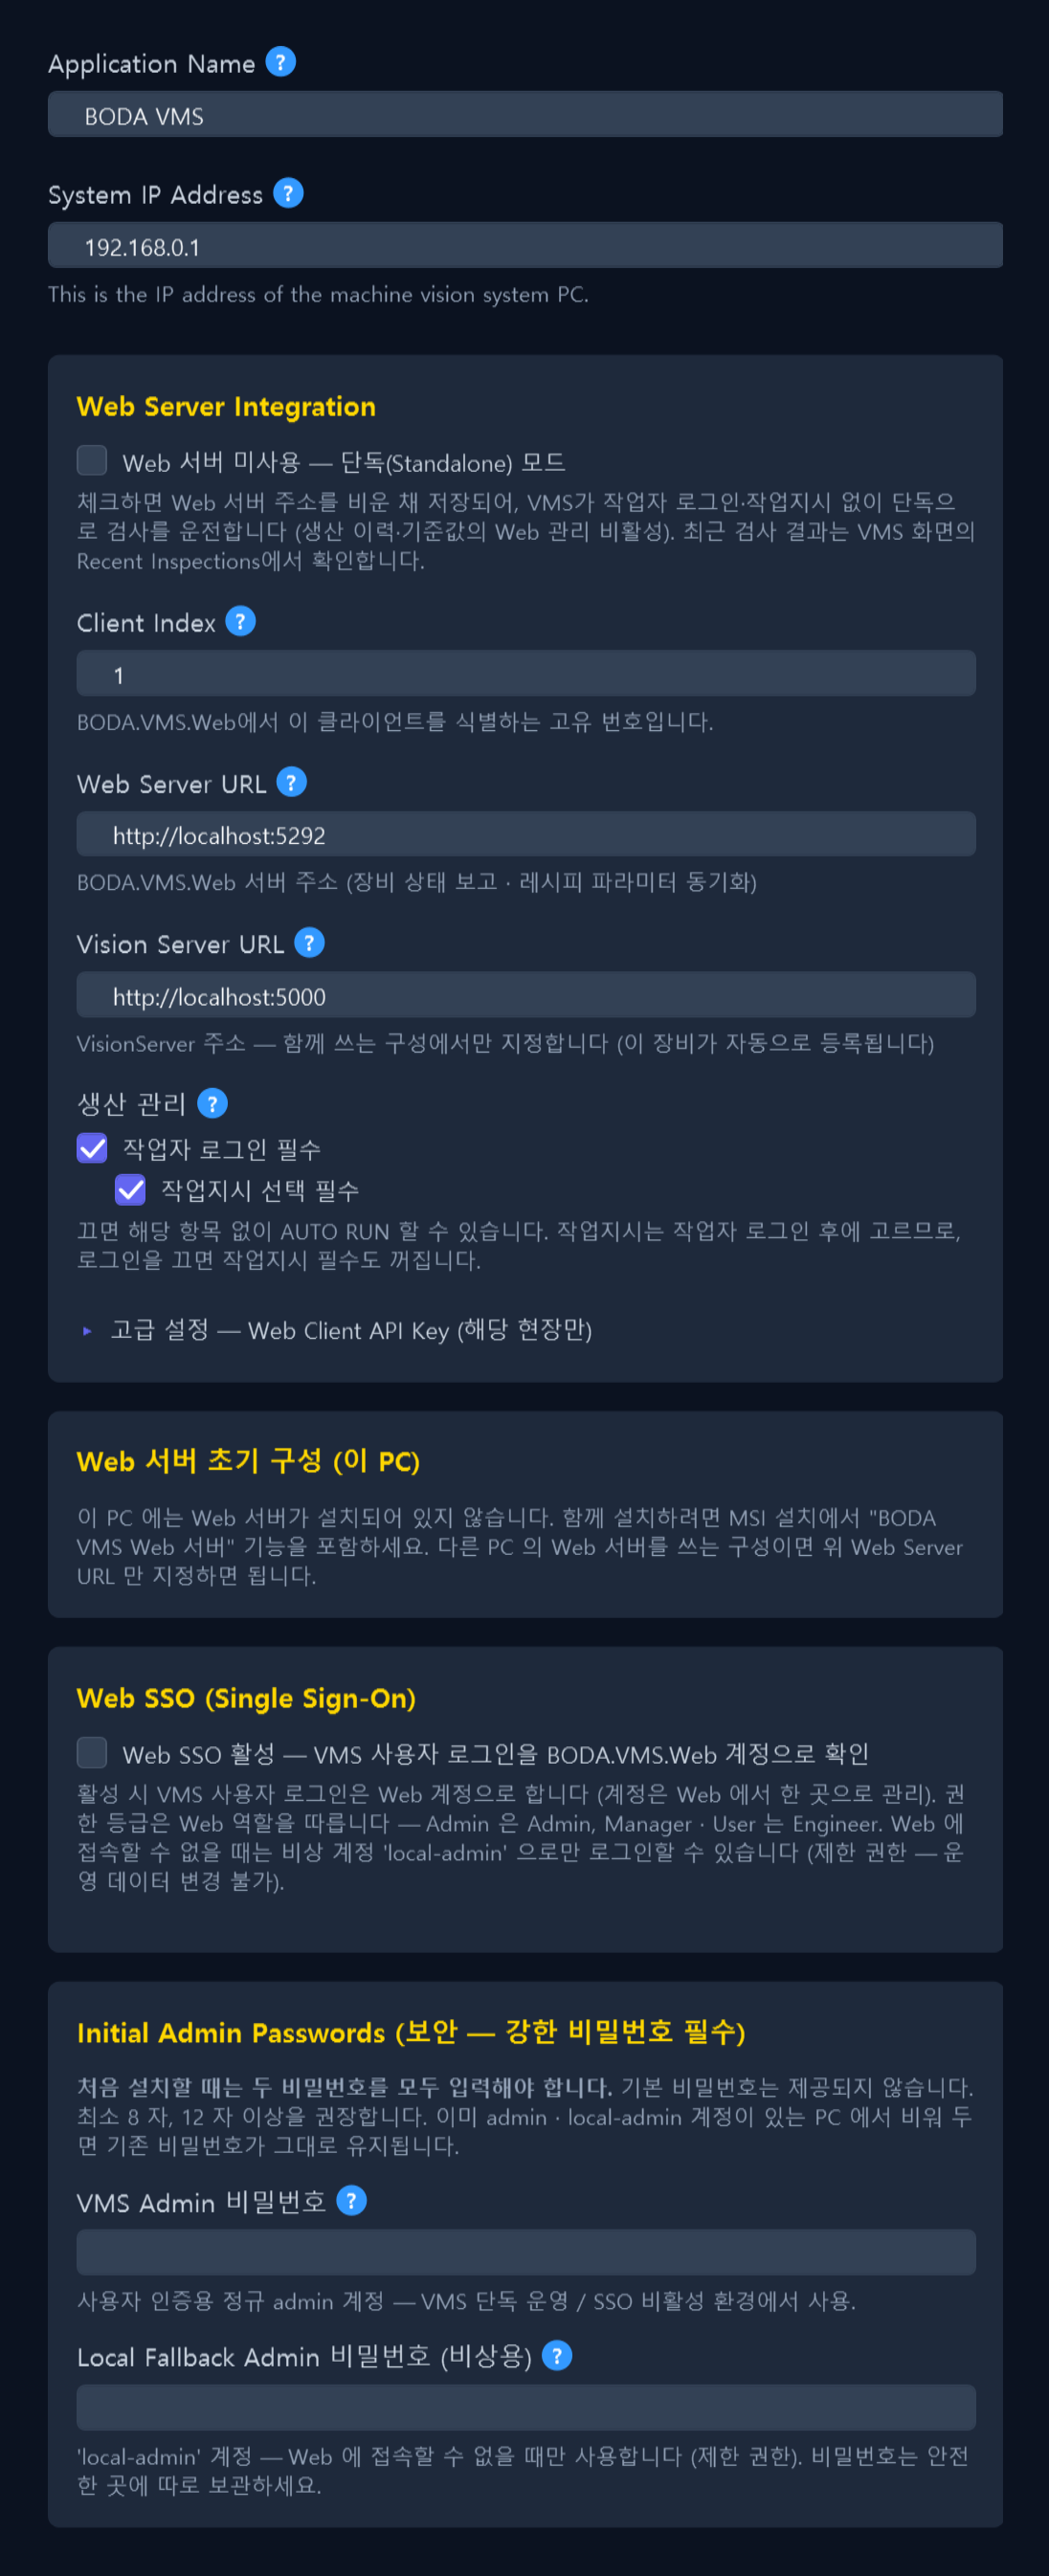 Application Name ?
BODA VMS
System IP Address ?
192.168.0.1
This is the IP address of the machine vision system PC.
Web Server Integration
Web 서버 미사용 — 단독(Standalone) 모드
체크하면 Web 서버 주소를 비운 채 저장되어, VMS가 작업자 로그인·작업지시 없이 단독으
로 검사를 운전합니다 (생산 이력·기준값의 Web 관리 비활성). 최근 검사 결과는 VMS 화면의
Recent Inspections에서 확인합니다.
Client Index ?
1
BODA.VMS.Web에서 이 클라이언트를 식별하는 고유 번호입니다.
Web Server URL ?
http://localhost:5292
BODA.VMS.Web 서버 주소 (장비 상태 보고 · 레시피 파라미터 동기화)
Vision Server URL ?
http://localhost:5000
VisionServer 주소 — 함께 쓰는 구성에서만 지정합니다 (이 장비가 자동으로 등록됩니다)
생산 관리 ?
작업자 로그인 필수
작업지시 선택 필수
끄면 해당 항목 없이 AUTO RUN 할 수 있습니다. 작업지시는 작업자 로그인 후에 고르므로,
로그인을 끄면 작업지시 필수도 꺼집니다.
고급 설정 — Web Client API Key (해당 현장만)
Web 서버 초기 구성 (이 PC)
이 PC 에는 Web 서버가 설치되어 있지 않습니다. 함께 설치하려면 MSI 설치에서 "BODA
VMS Web 서버" 기능을 포함하세요. 다른 PC 의 Web 서버를 쓰는 구성이면 위 Web Server
URL 만 지정하면 됩니다.
Web SSO (Single Sign-On)
Web SSO 활성 — VMS 사용자 로그인을 BODA.VMS.Web 계정으로 확인
활성 시 VMS 사용자 로그인은 Web 계정으로 합니다 (계정은 Web 에서 한 곳으로 관리). 권
한 등급은 Web 역할을 따릅니다 — Admin 은 Admin, Manager · User 는 Engineer. Web 에
접속할 수 없을 때는 비상 계정 'local-admin' 으로만 로그인할 수 있습니다 (제한 권한 — 운
영 데이터 변경 불가).
Initial Admin Passwords (보안 — 강한 비밀번호 필수)
처음 설치할 때는 두 비밀번호를 모두 입력해야 합니다. 기본 비밀번호는 제공되지 않습니다.
최소 8 자, 12 자 이상을 권장합니다. 이미 admin · local-admin 계정이 있는 PC 에서 비워 두
면 기존 비밀번호가 그대로 유지됩니다.
VMS Admin 비밀번호 ?
사용자 인증용 정규 admin 계정 — VMS 단독 운영 / SSO 비활성 환경에서 사용.
Local Fallback Admin 비밀번호 (비상용) ?
'local-admin' 계정 — Web 에 접속할 수 없을 때만 사용합니다 (제한 권한). 비밀번호는 안전
한 곳에 따로 보관하세요.